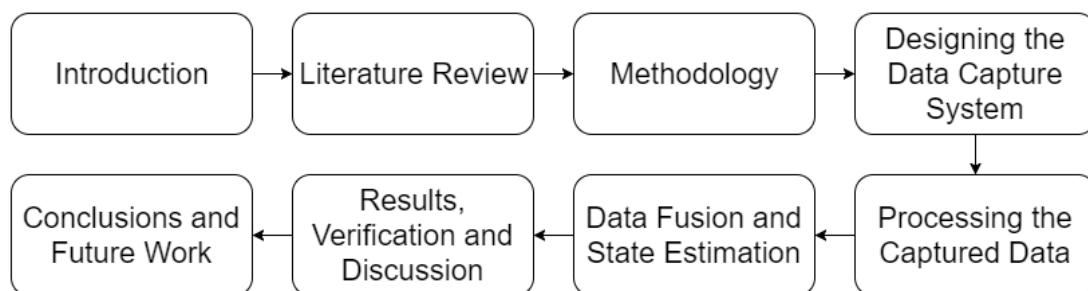 Introduction
Literature Review
Methodology
Designing the
Data Capture
System
Processing the
Captured Data
Data Fusion and
State Estimation
Results,
Verification and
Discussion
Conclusions and
Future Work